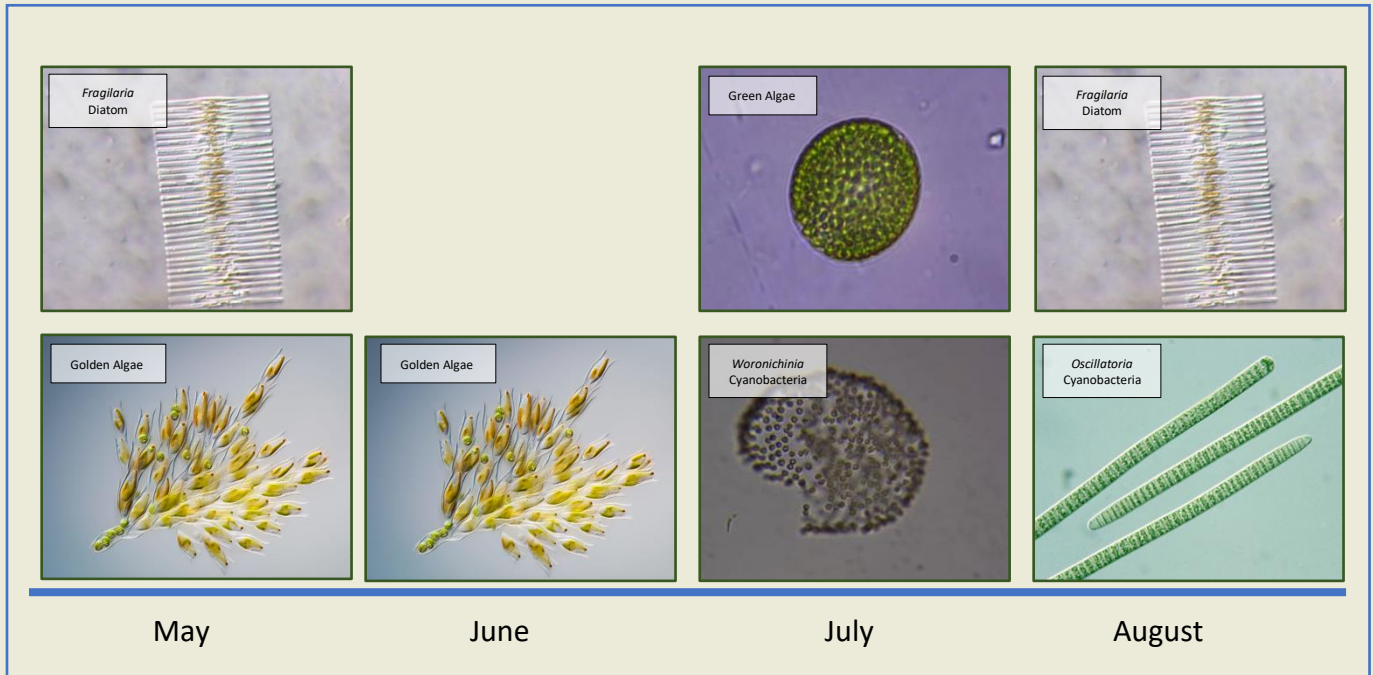 Fragilaria
Diatom
Green Algae
Fragilaria
Diatom
Golden Algae
Golden Algae
Woronichinia
Cyanobacteria
Oscillatoria
Cyanobacteria
May
June
July
August